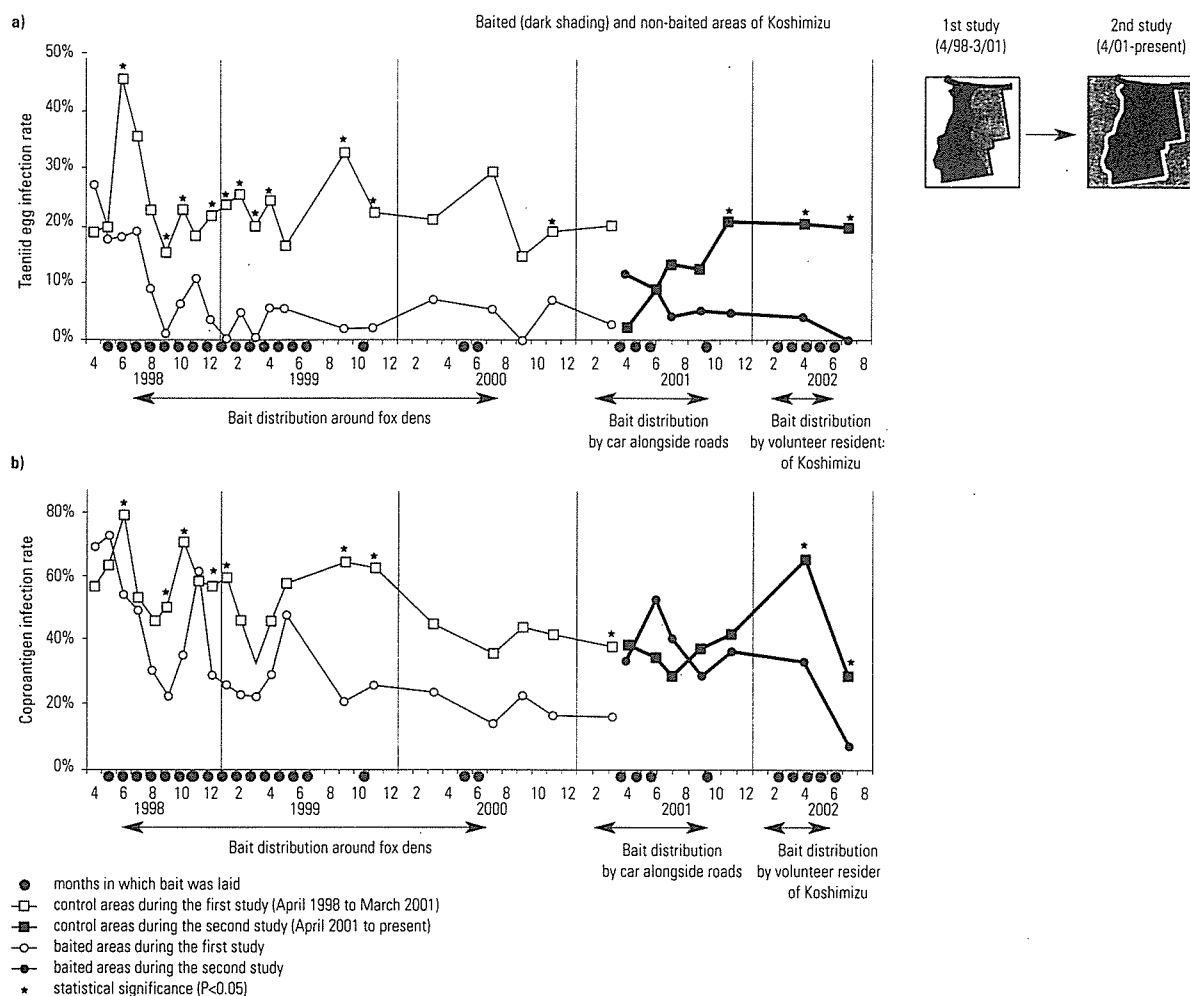 a)
Baited (dark shading) and non-baited areas of Koshimizu
1st study
(4/98-3/01)
2nd study
(4/01-present)
Taeniid egg infection rate
50%
40%
30%
20%
10%
0%
4 6 8 10 12 2 4 6 8 10 12 2 4 6 8 10 12 2 4 6 8 10 12 2 4 6 8
1998 1999 2000 2001 2002
Bait distribution around fox dens
Bait distribution
by car alongside roads
Bait distribution
by volunteer resident:
of Koshimizu
b)
Coproantigen infection rate
80%
60%
40%
20%
0%
4 6 8 10 12 2 4 6 8 10 12 2 4 6 8 10 12 2 4 6 8 10 12 2 4 6 8
1998 1999 2000 2001 2002
Bait distribution around fox dens
Bait distribution
by car alongside roads
Bait distribution
by volunteer resider
of Koshimizu
months in which bait was laid
control areas during the first study (April 1998 to March 2001)
control areas during the second study (April 2001 to present)
baited areas during the first study
baited areas during the second study
statistical significance (P<0.05)